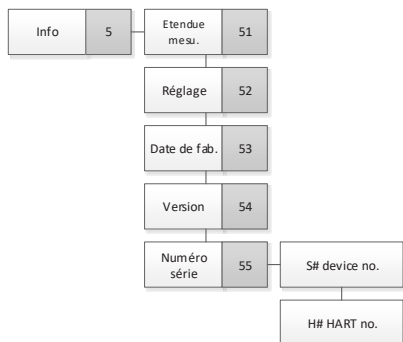 Info 5 Etendue
mesu. 51
Réglage 52
Date de fab. 53
Version 54
Numéro
série 55 S# device no.
H# HART no.